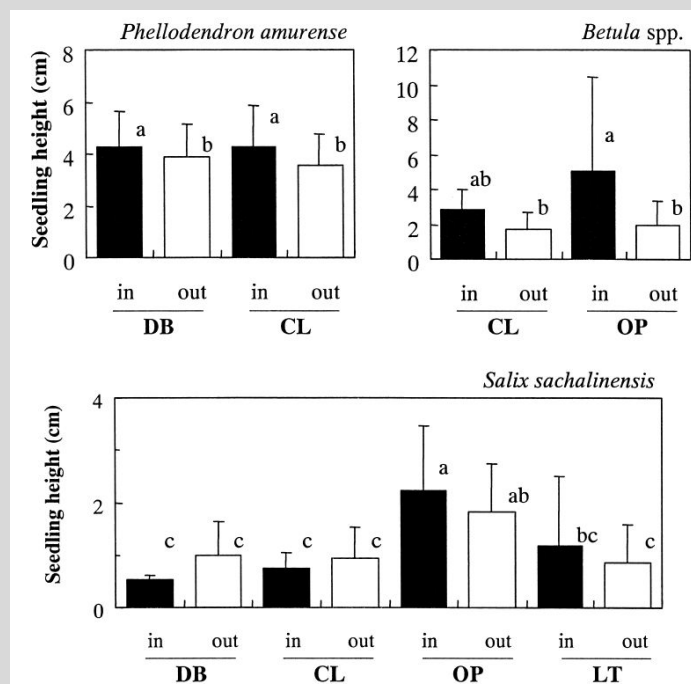 Phellodendron amurense
Seedling height (cm)
8
6
4
2
0
a
b
a
b
in out in out
DB CL
Betula spp.
12
10
8
6
4
2
0
ab
b
a
b
in out in out
CL OP
Salix sachalinensis
Seedling height (cm)
4
2
0
c
c
c
c
a
ab
bc
c
in out in out in out in out
DB CL OP LT